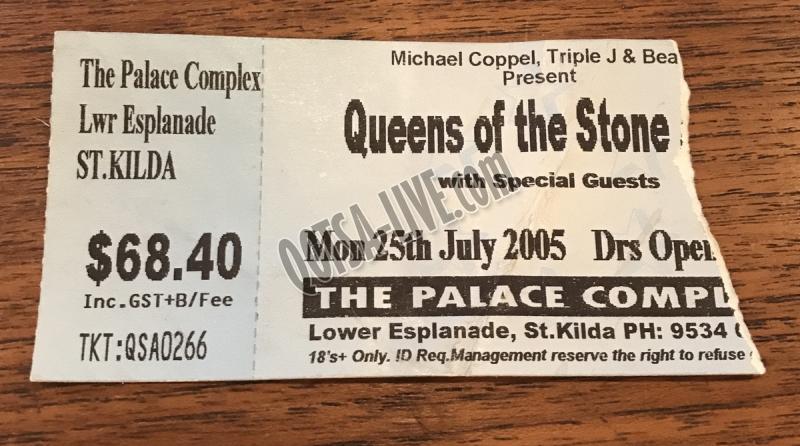 The Palace Complex
Lwr Esplanade
ST.KILDA
$68.40
Inc.GST+B/Fee
TKT:QSA0266
Michael Coppel, Triple J & Bea
Present
Queens of the Stone
with Special Guests
Mon 25th July 2005 Drs Open
THE PALACE COMPL
Lower Esplanade, St.Kilda PH: 9534
18's+ Only. ID Req.Management reserve the right to refuse
QOTSA-LIVE.com